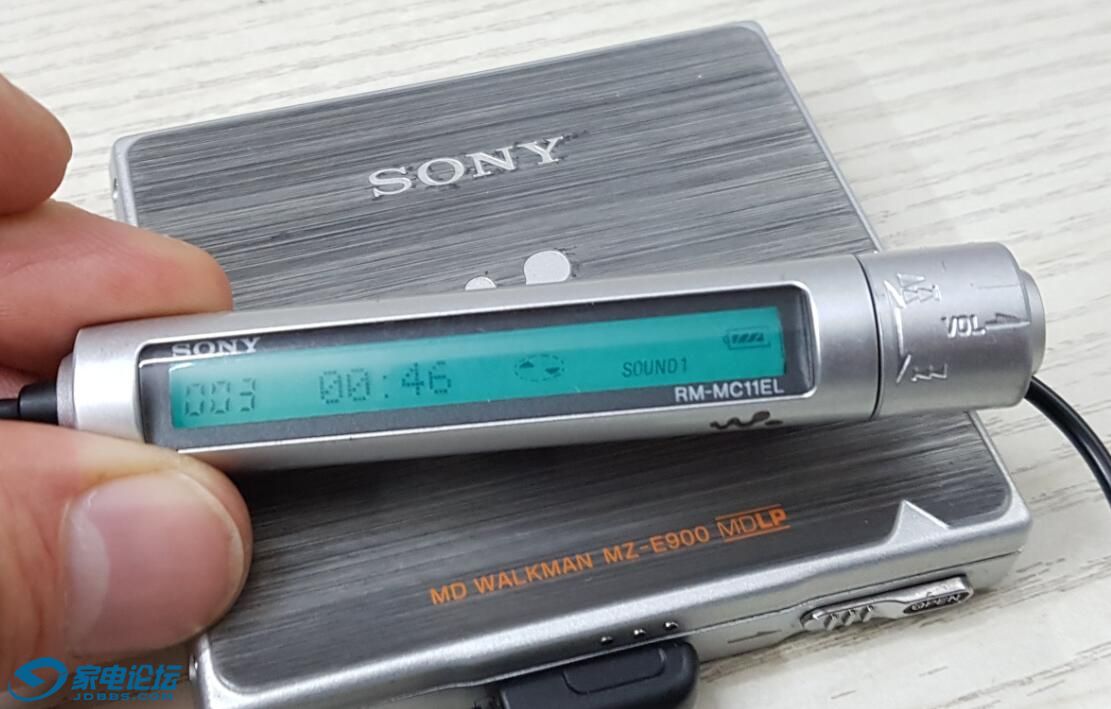 SONY
SONY
003 00:46 SOUND1
RM-MC11EL
VOL
MD WALKMAN MZ-E900 MDLP
OPEN
家电论坛
JDBBS.COM